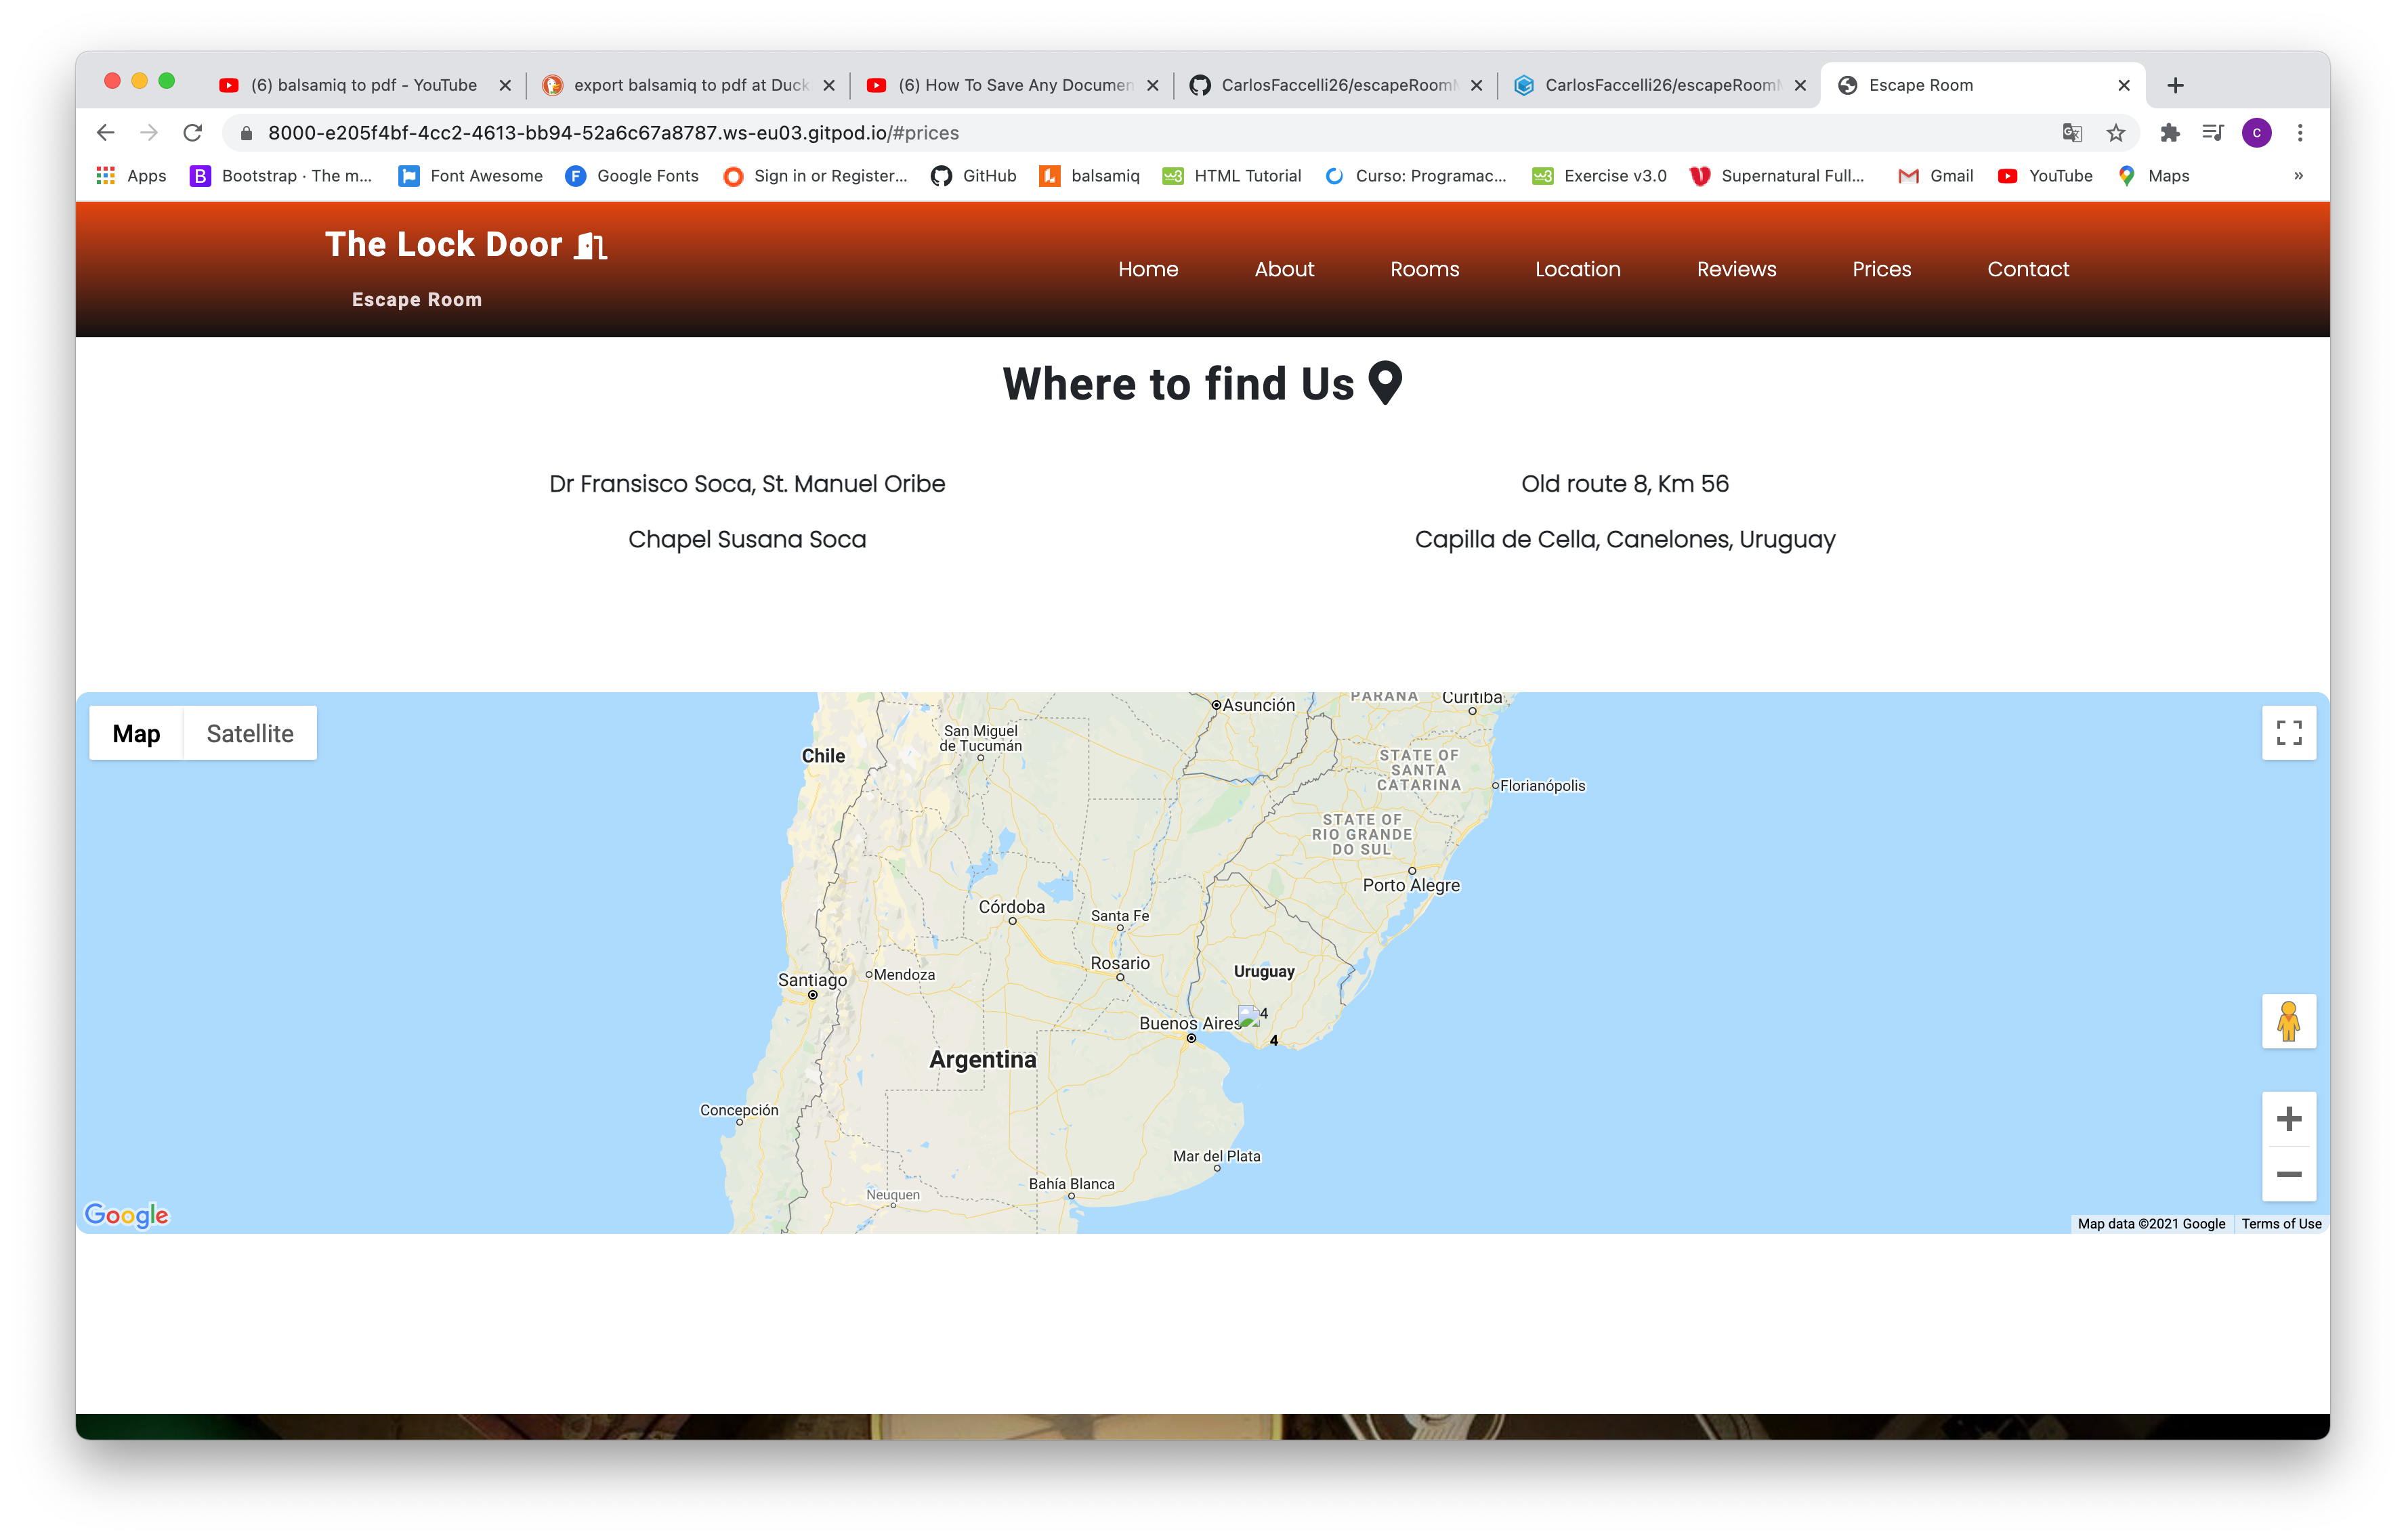 (6) balsamiq to pdf - YouTube
export balsamiq to pdf at Duck
(6) How To Save Any Documen
CarlosFaccelli26/escapeRoom
CarlosFaccelli26/escapeRoom
Escape Room
8000-e205f4bf-4cc2-4613-bb94-52a6c67a8787.ws-eu03.gitpod.io/#prices
C
Apps
B
Bootstrap · The m...
Font Awesome
F
Google Fonts
Sign in or Register...
GitHub
balsamiq
HTML Tutorial
Curso: Programac...
Exercise v3.0
Supernatural Full...
Gmail
YouTube
Maps
»
The Lock Door
Escape Room
Home
About
Rooms
Location
Reviews
Prices
Contact
Where to find Us
Dr Fransisco Soca, St. Manuel Oribe
Chapel Susana Soca
Old route 8, Km 56
Capilla de Cella, Canelones, Uruguay
Map
Satellite
PARANA
Curitiba
Asunción
San Miguel
de Tucumán
Chile
STATE OF
SANTA
CATARINA
Florianópolis
STATE OF
RIO GRANDE
DO SUL
Porto Alegre
Córdoba
Santa Fe
Rosario
Uruguay
Mendoza
Santiago
4
Buenos Aires
4
Argentina
Concepción
Mar del Plata
Bahía Blanca
Neuquen
Google
Map data ©2021 Google
Terms of Use